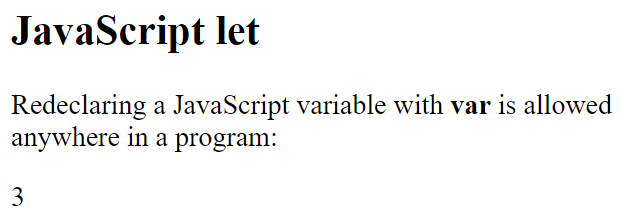 JavaScript let
Redeclaring a JavaScript variable with var is allowed
anywhere in a program:
3